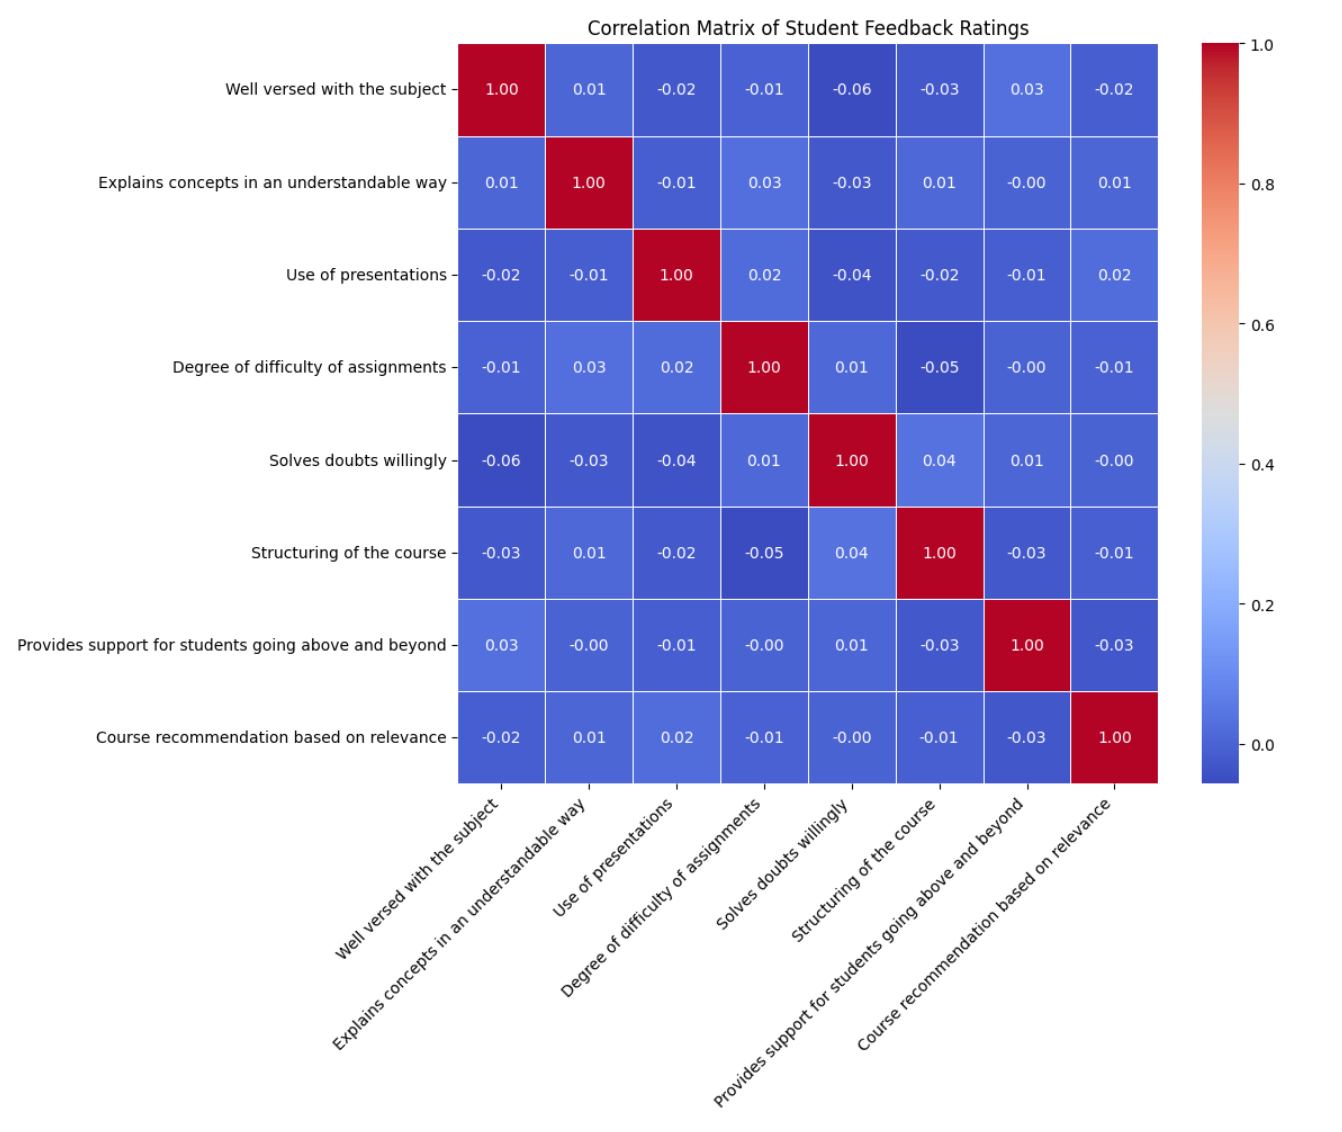 Correlation Matrix of Student Feedback Ratings
Well versed with the subject 1.00 0.01 -0.02 -0.01 -0.06 -0.03 0.03 -0.02
Explains concepts in an understandable way 0.01 1.00 -0.01 0.03 -0.03 0.01 -0.00 0.01
Use of presentations -0.02 -0.01 1.00 0.02 -0.04 -0.02 -0.01 0.02
Degree of difficulty of assignments -0.01 0.03 0.02 1.00 0.01 -0.05 -0.00 -0.01
Solves doubts willingly -0.06 -0.03 -0.04 0.01 1.00 0.04 0.01 -0.00
Structuring of the course -0.03 0.01 -0.02 -0.05 0.04 1.00 -0.03 -0.01
Provides support for students going above and beyond 0.03 -0.00 -0.01 -0.00 0.01 -0.03 1.00 -0.03
Course recommendation based on relevance -0.02 0.01 0.02 -0.01 -0.00 -0.01 -0.03 1.00
Well versed with the subject
Explains concepts in an understandable way
Use of presentations
Degree of difficulty of assignments
Solves doubts willingly
Structuring of the course
Provides support for students going above and beyond
Course recommendation based on relevance
1.0
0.8
0.6
0.4
0.2
0.0